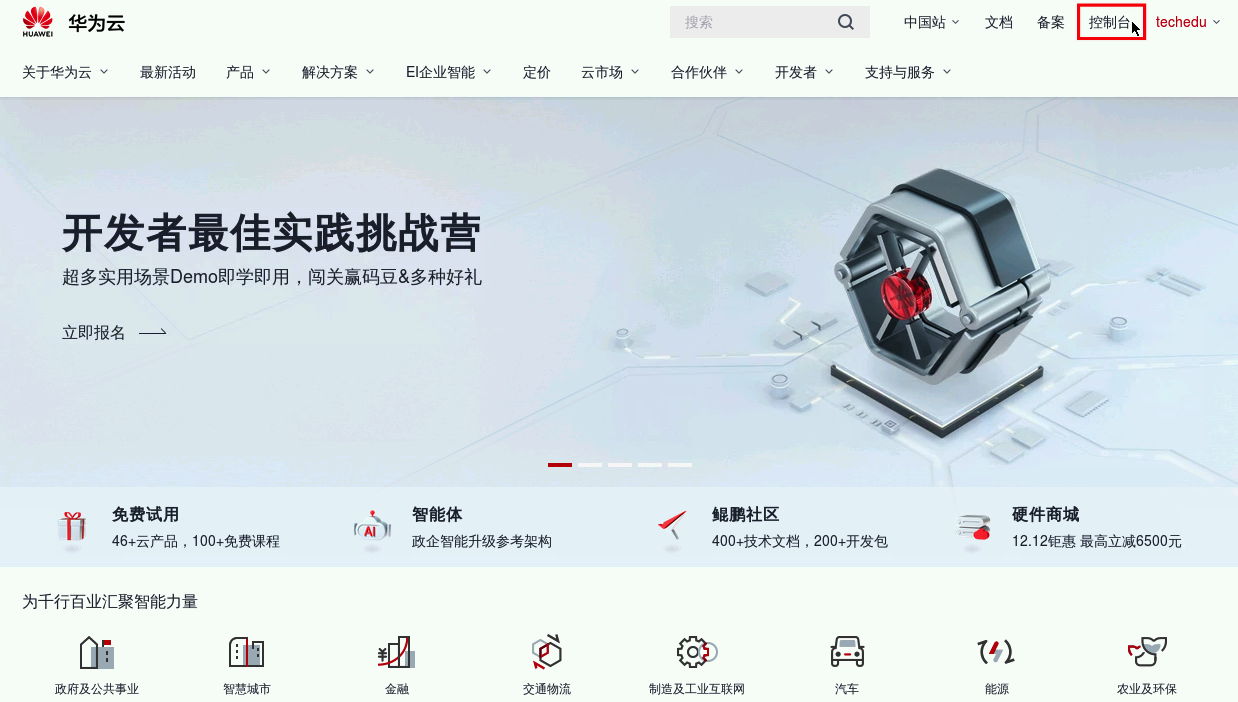 HUAWEI 华为云 搜索 中国站 文档 备案 控制台 techedu
关于华为云 最新活动 产品 解决方案 EI企业智能 定价 云市场 合作伙伴 开发者 支持与服务
开发者最佳实践挑战营
超多实用场景Demo即学即用，闯关赢码豆&多种好礼
立即报名
免费试用
46+云产品，100+免费课程
AI
智能体
政企智能升级参考架构
鲲鹏社区
400+技术文档，200+开发包
硬件商城
12.12钜惠 最高立减6500元
为千行百业汇聚智能力量
¥
政府及公共事业 智慧城市 金融 交通物流 制造及工业互联网 汽车 能源 农业及环保